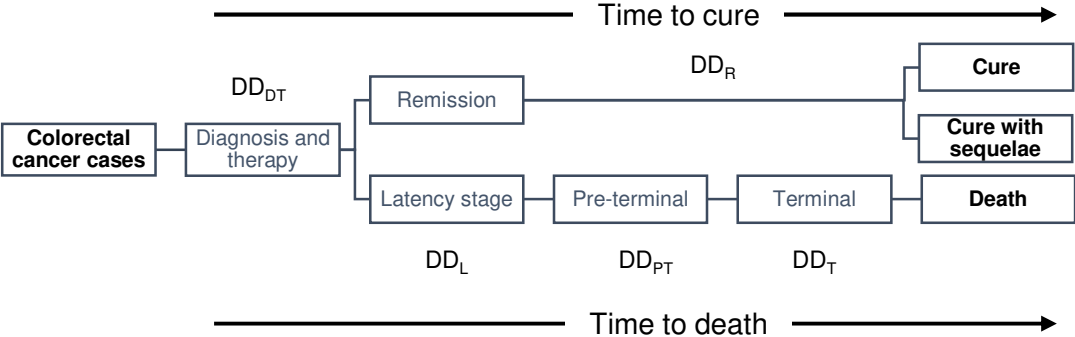 Time to cure
DD_DT
DD_R
Remission
Cure
Colorectal
cancer cases
Diagnosis and
therapy
Cure with
sequelae
Latency stage
Pre-terminal
Terminal
Death
DD_L
DD_PT
DD_T
Time to death